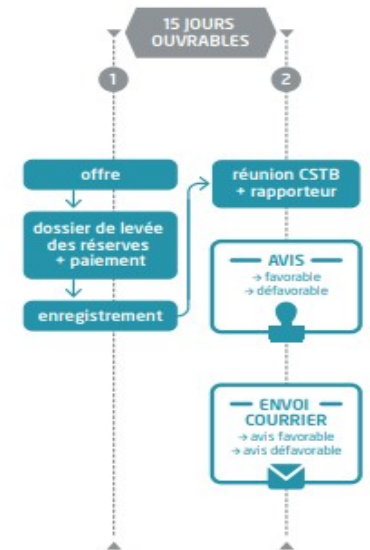 15 JOURS
OUVRABLES
1
2
offre
dossier de levée
des réserves
+ paiement
enregistrement
réunion CSTB
+ rapporteur
AVIS
→ favorable
→ défavorable
ENVOI
COURRIER
→ avis favorable
→ avis défavorable